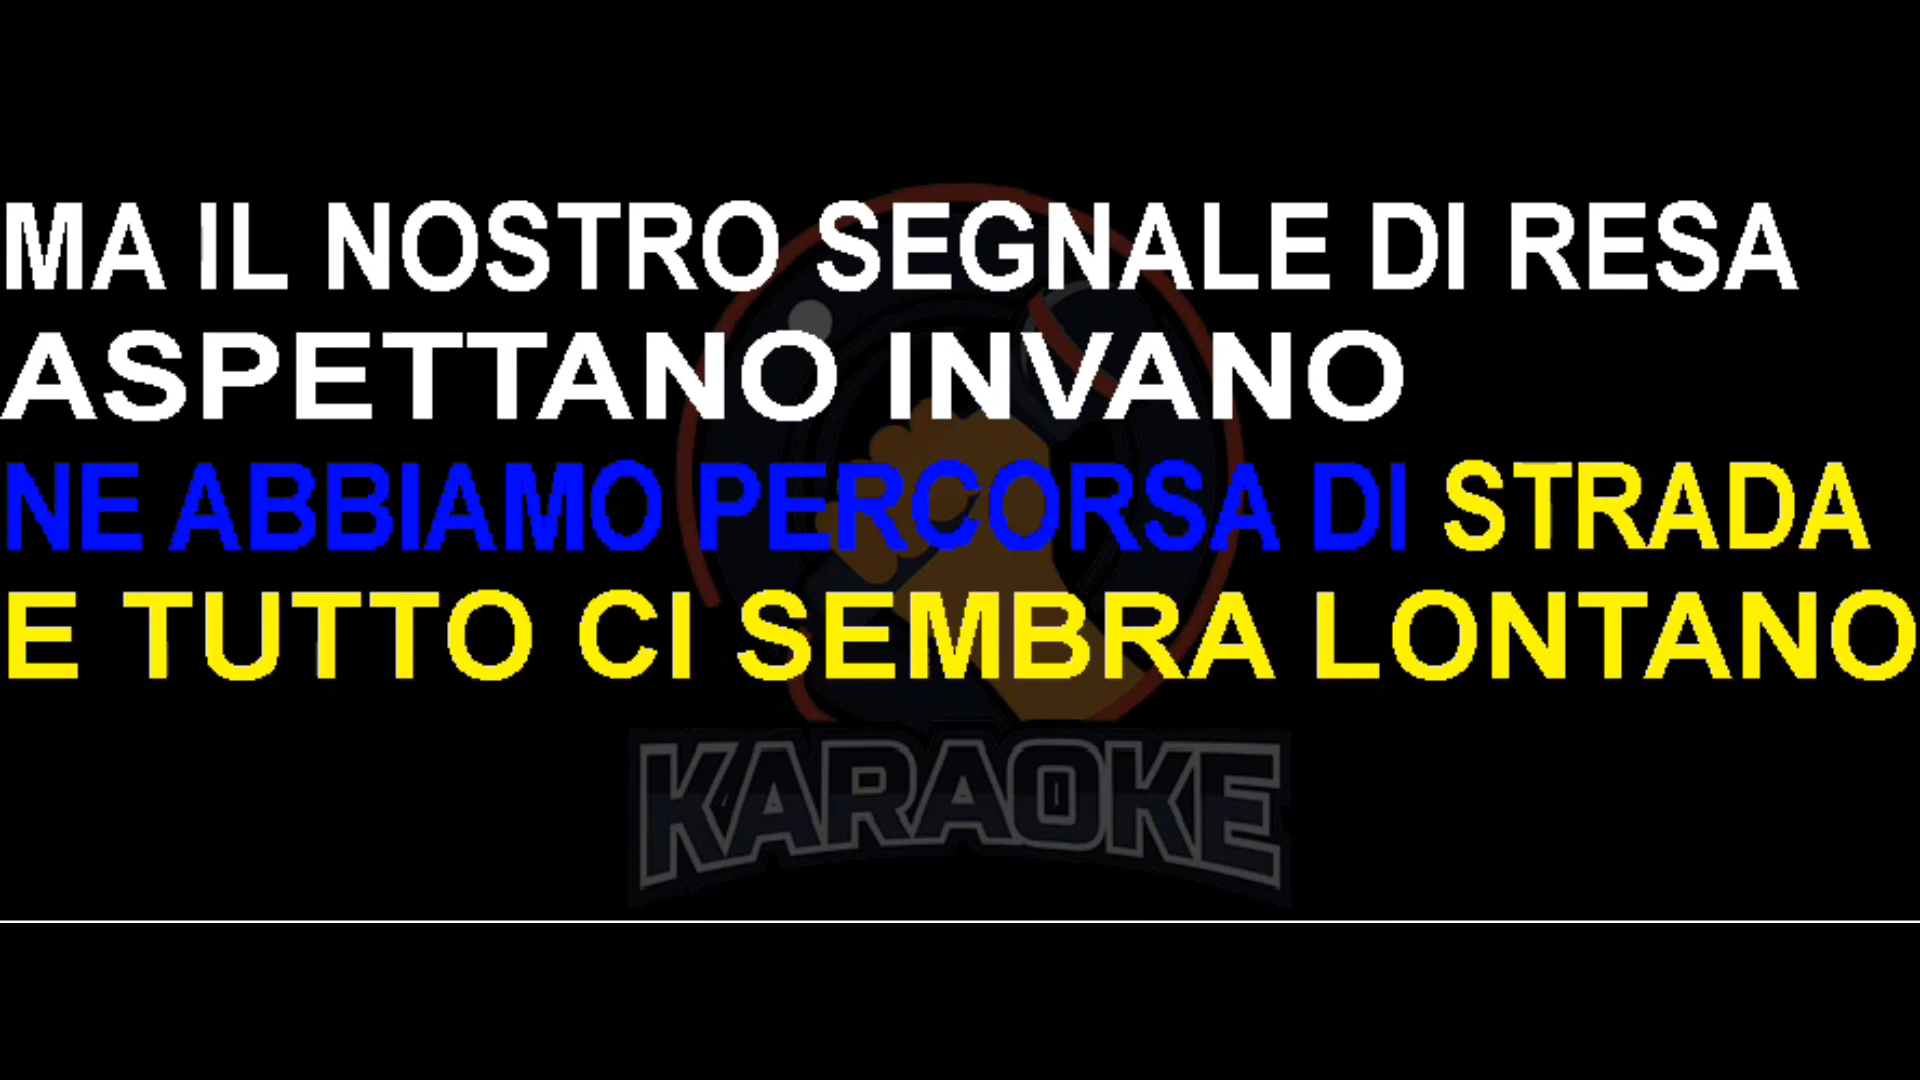 MA IL NOSTRO SEGNALE DI RESA
ASPETTANO INVANO
NE ABBIAMO PERCORSA DI STRADA
E TUTTO CI SEMBRA LONTANO
KARAOKE